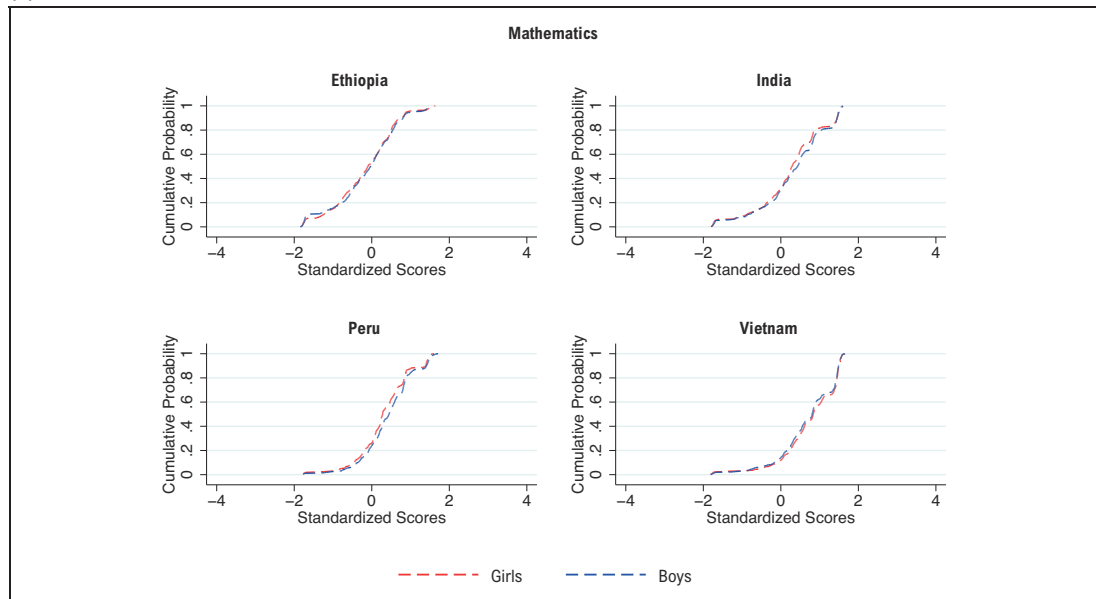 Mathematics
Ethiopia
Cumulative Probability
0 .2 .4 .6 .8 1
−4 −2 0 2 4
Standardized Scores
India
Cumulative Probability
0 .2 .4 .6 .8 1
−4 −2 0 2 4
Standardized Scores
Peru
Cumulative Probability
0 .2 .4 .6 .8 1
−4 −2 0 2 4
Standardized Scores
Vietnam
Cumulative Probability
0 .2 .4 .6 .8 1
−4 −2 0 2 4
Standardized Scores
Girls Boys